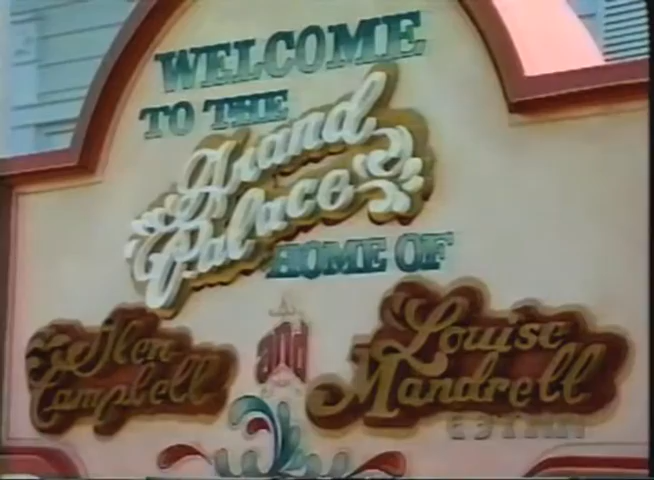 WELCOME
TO THE
Grand
Palace
HOME OF
Glen
Campbell
and
Louise
Mandrell